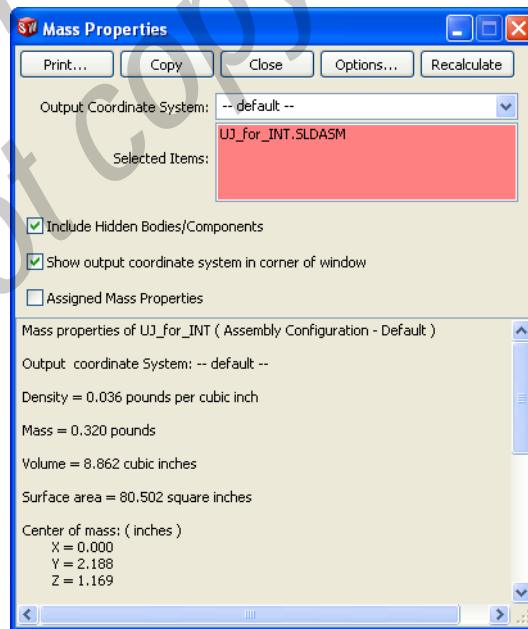 Mass Properties
Print... Copy Close Options... Recalculate
Output Coordinate System: -- default --
UJ_for_INT.SLDASM
Selected Items:
Include Hidden Bodies/Components
Show output coordinate system in corner of window
Assigned Mass Properties
Mass properties of UJ_for_INT ( Assembly Configuration - Default )
Output coordinate System: -- default --
Density = 0.036 pounds per cubic inch
Mass = 0.320 pounds
Volume = 8.862 cubic inches
Surface area = 80.502 square inches
Center of mass: ( inches )
X = 0.000
Y = 2.188
Z = 1.169